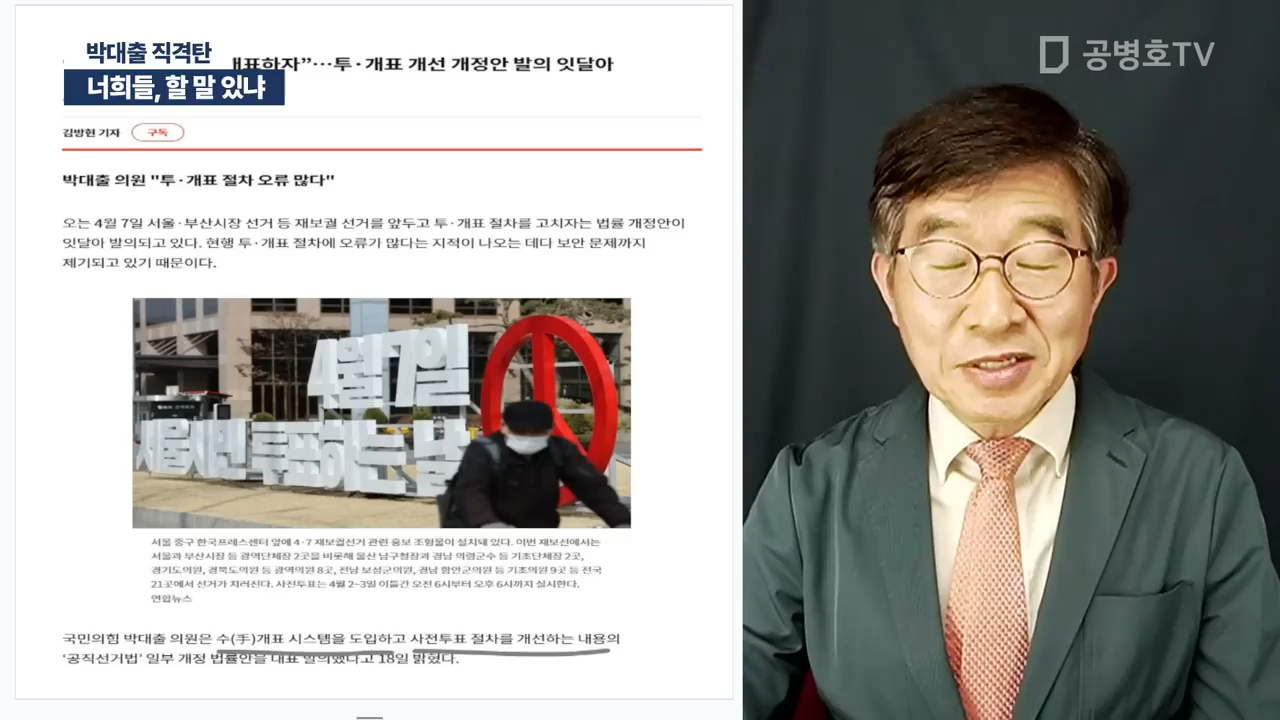 박대출 직격탄
너희들, 할 말 있냐
개표하자”…투·개표 개선 개정안 발의 잇달아
공병호TV
김방현 기자 구독
박대출 의원 "투·개표 절차 오류 많다"
오는 4월 7일 서울·부산시장 선거 등 재보궐 선거를 앞두고 투·개표 절차를 고치자는 법률 개정안이
잇달아 발의되고 있다. 현행 투·개표 절차에 오류가 많다는 지적이 나오는 데다 보안 문제까지
제기되고 있기 때문이다.
4월 7일
서울시민 투표하는 날
서울 중구 한국프레스센터 앞에 4·7 재보궐선거 관련 홍보 조형물이 설치돼 있다. 이번 재보선에서는
서울과 부산시장 등 광역단체장 2곳을 비롯해 울산 남구청장과 경남 의령군수 등 기초단체장 2곳,
경기도의원, 경북도의원 등 광역의원 8곳, 전남 보성군의원, 경남 함안군의원 등 기초의원 9곳 등 전국
21곳에서 선거가 치러진다. 사전투표는 4월 2~3일 이틀간 오전 6시부터 오후 6시까지 실시한다.
연합뉴스
국민의힘 박대출 의원은 수(手)개표 시스템을 도입하고 사전투표 절차를 개선하는 내용의
‘공직선거법’ 일부 개정 법률안을 대표 발의했다고 18일 밝혔다.